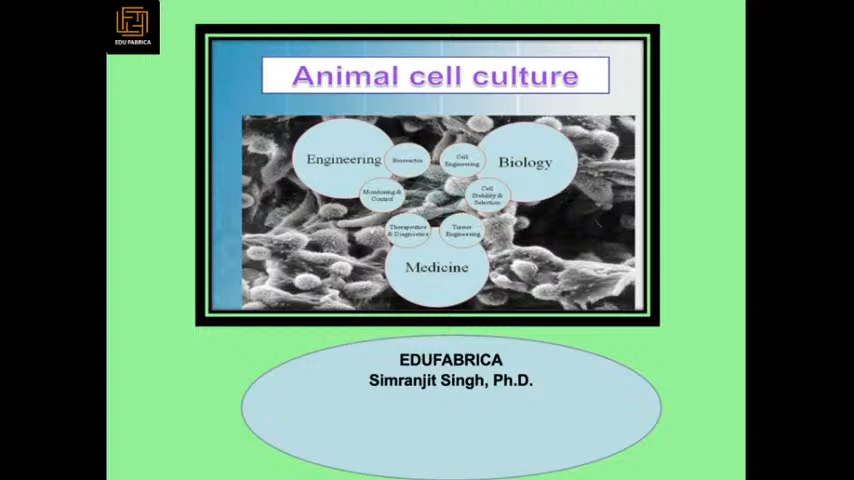 EDU FABRICA
Animal cell culture
Engineering
Bioreactor
Cell
Engineering
Biology
Monitoring &
Control
Cell
Stability &
Selection
Therapeutics
& Diagnostics
Tissue
Engineering
Medicine
EDUFABRICA
Simranjit Singh, Ph.D.